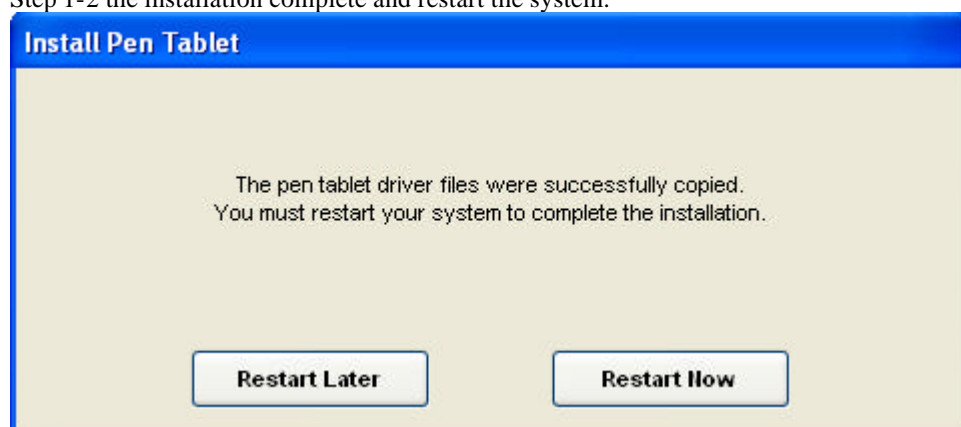 Step 1-2 the installation complete and restart the system.
Install Pen Tablet
The pen tablet driver files were successfully copied.
You must restart your system to complete the installation.
Restart Later
Restart Now